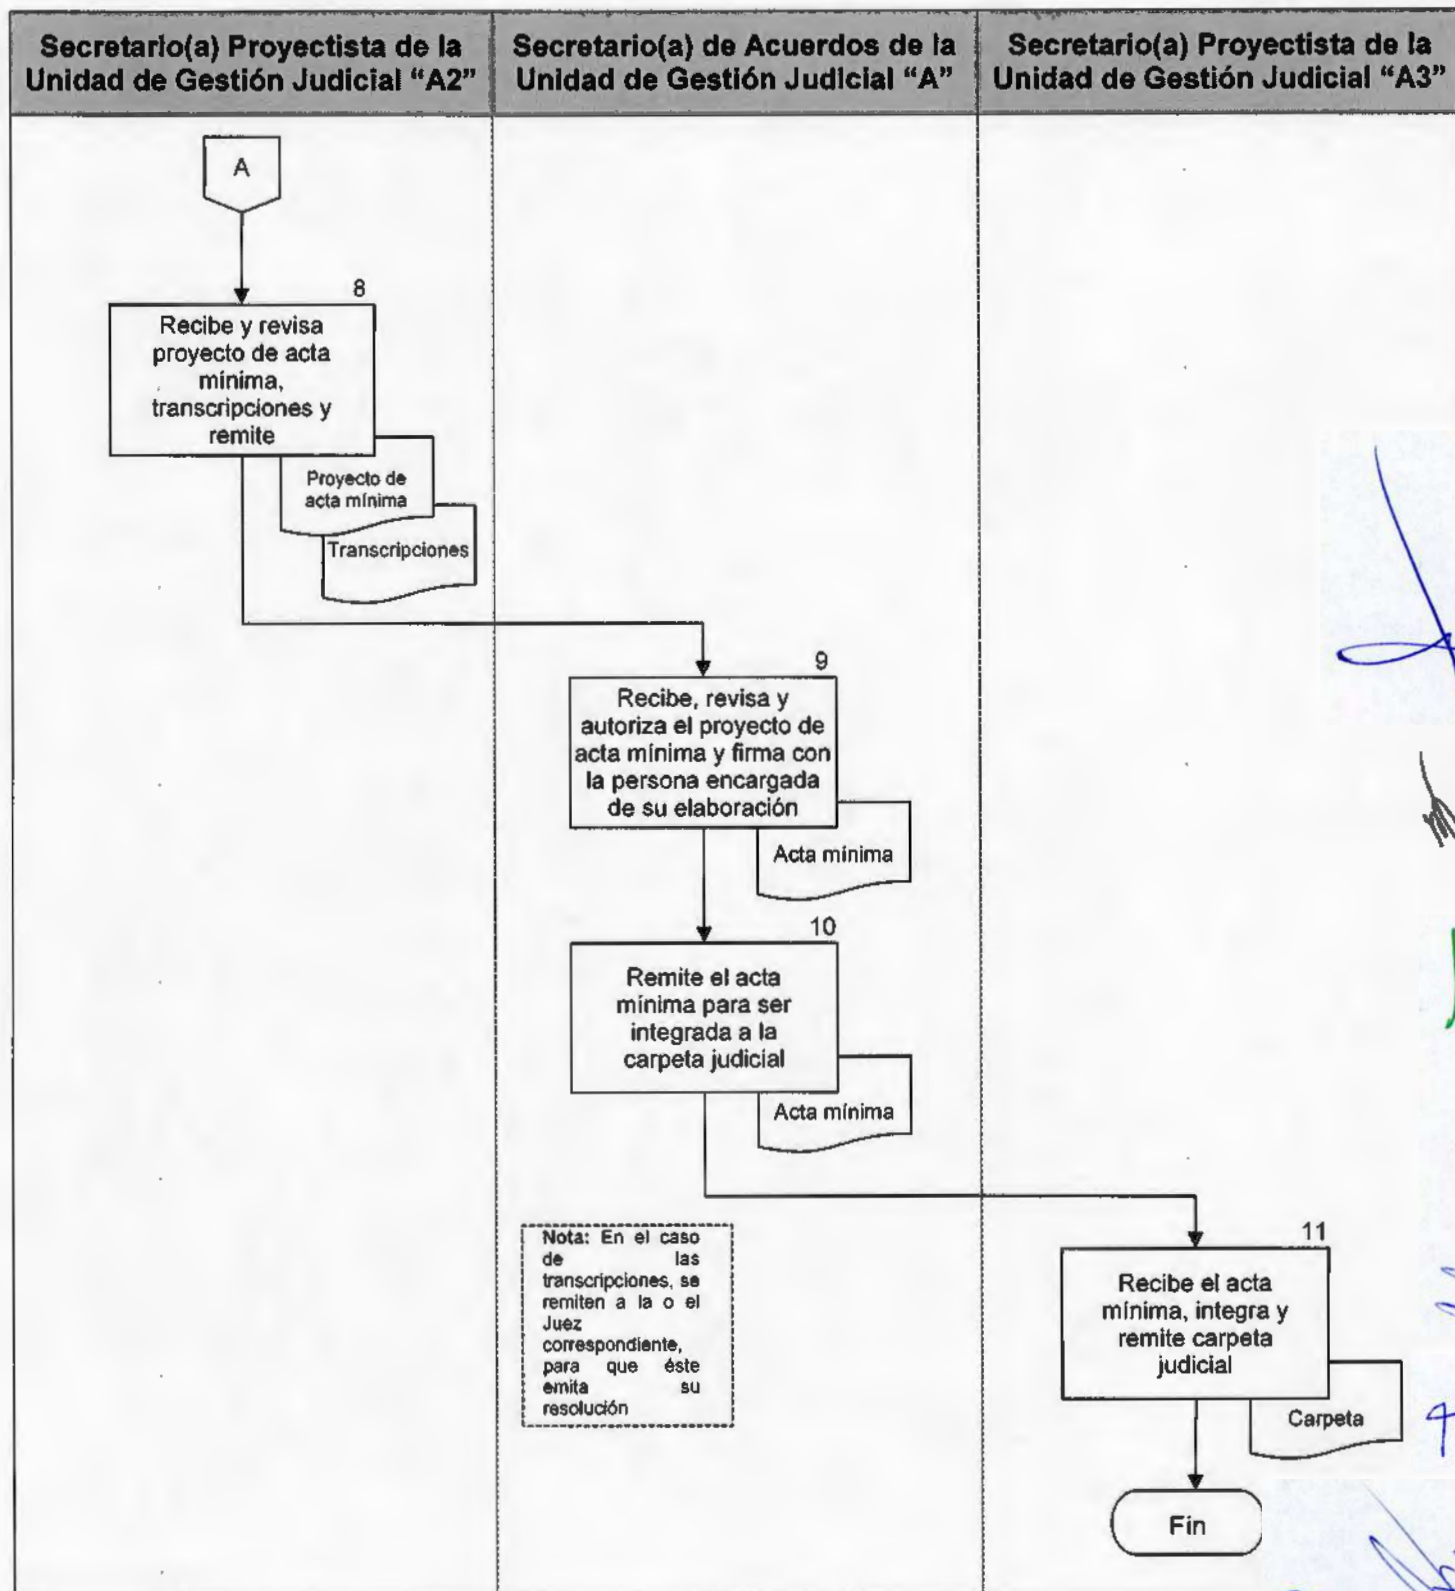 Secretario(a) Proyectista de la
Unidad de Gestión Judicial “A2”
Secretario(a) de Acuerdos de la
Unidad de Gestión Judicial “A”
Secretario(a) Proyectista de la
Unidad de Gestión Judicial “A3”
A
8
Recibe y revisa
proyecto de acta
mínima,
transcripciones y
remite
Proyecto de
acta mínima
Transcripciones
9
Recibe, revisa y
autoriza el proyecto de
acta mínima y firma con
la persona encargada
de su elaboración
Acta mínima
10
Remite el acta
mínima para ser
integrada a la
carpeta judicial
Acta mínima
Nota: En el caso
de las
transcripciones, se
remiten a la o el
Juez
correspondiente,
para que éste
emita su
resolución
11
Recibe el acta
mínima, integra y
remite carpeta
judicial
Carpeta
Fin